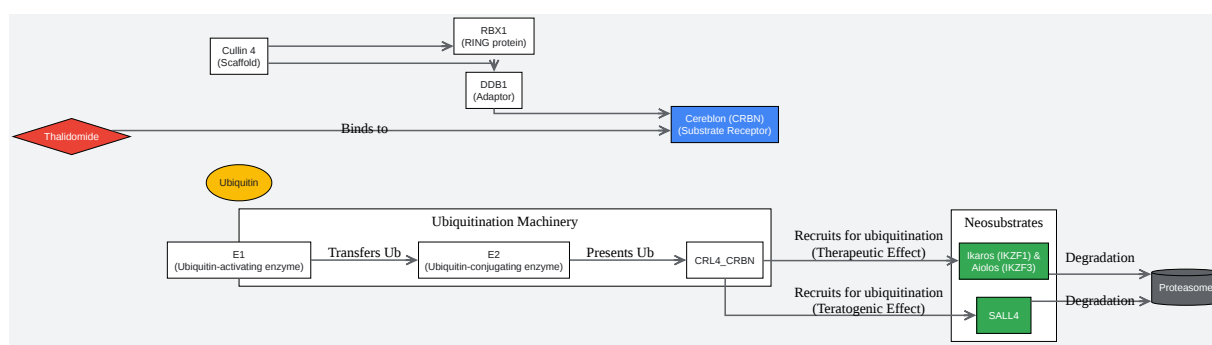 RBX1
(RING protein)
Cullin 4
(Scaffold)
DDB1
(Adaptor)
Cereblon (CRBN)
(Substrate Receptor)
Thalidomide
Binds to
Ubiquitin
Ubiquitination Machinery
E1
(Ubiquitin-activating enzyme)
Transfers Ub
E2
(Ubiquitin-conjugating enzyme)
Presents Ub
CRL4_CRBN
Recruits for ubiquitination
(Therapeutic Effect)
Recruits for ubiquitination
(Teratogenic Effect)
Neosubstrates
Ikaros (IKZF1) &
Aiolos (IKZF3)
SALL4
Degradation
Degradation
Proteasome